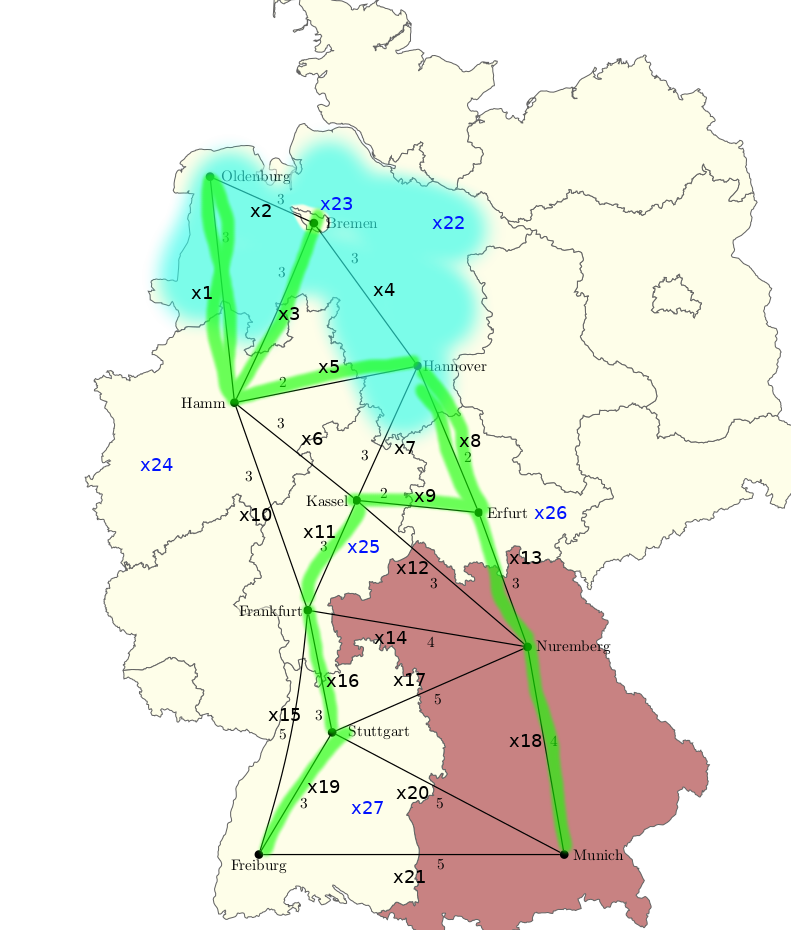 Oldenburg
3
x23
x2
Bremen
x22
3
3
3
x1
x4
x3
x5
Hannover
2
Hamm
3
x6
x8
x7
3
2
x24
3
2
x9
Kassel
x10
Erfurt
x26
x11
3
x25
x13
x12
3
3
Frankfurt
x14
4
Nuremberg
x16
x17
5
x15
3
5
Stuttgart
x18
4
x19
x20
3
x27
5
Freiburg
5
Munich
x21